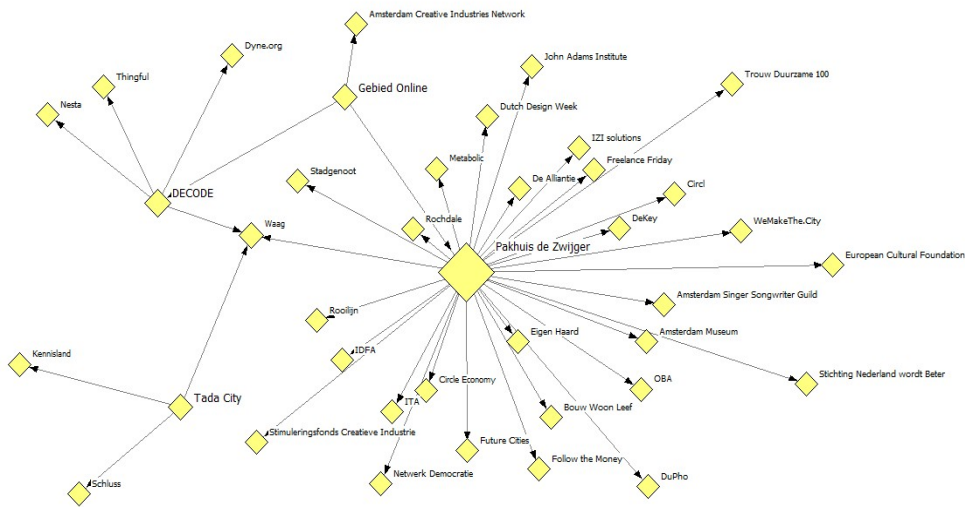 Amsterdam Creative Industries Network
Dyne.org
John Adams Institute
Thingful
Trouw Duurzame 100
Gebied Online
Nesta
Dutch Design Week
IZI solutions
Metabolic
Freelance Friday
Stadgenoot
De Alliantie
Circl
DECODE
Waag
Rochdale
DeKey
WeMakeThe.City
Pakhuis de Zwijger
European Cultural Foundation
Amsterdam Singer Songwriter Guild
Rooilijn
Eigen Haard
Amsterdam Museum
Kennisland
IDFA
Circle Economy
OBA
Stichting Nederland wordt Beter
Tada City
ITA
Bouw Woon Leef
Stimuleringsfonds Creatieve Industrie
Future Cities
Follow the Money
Netwerk Democratie
DuPho
Schluss